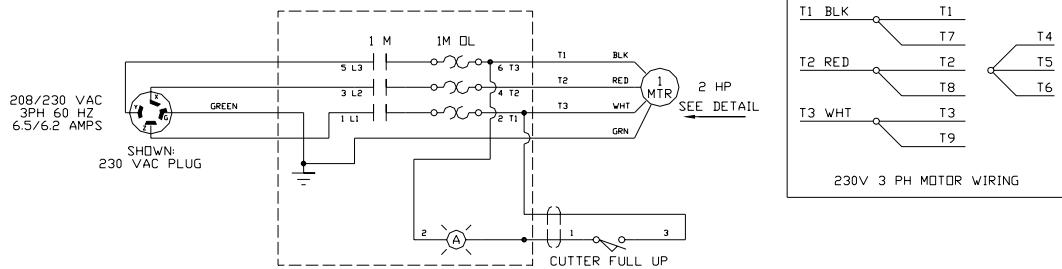 1 M
1M OL
5 L3
6 T3
T1
BLK
3 L2
4 T2
T2
RED
1 L1
2 T1
T3
WHT
GREEN
GRN
1
MTR
2 HP
SEE DETAIL
208/230 VAC
3PH 60 HZ
6.5/6.2 AMPS
X
Y
G
Z
SHOWN:
230 VAC PLUG
2
A
1
3
CUTTER FULL UP
T1 BLK
T1
T7
T2 RED
T2
T8
T3 WHT
T3
T9
T4
T5
T6
230V 3 PH MOTOR WIRING